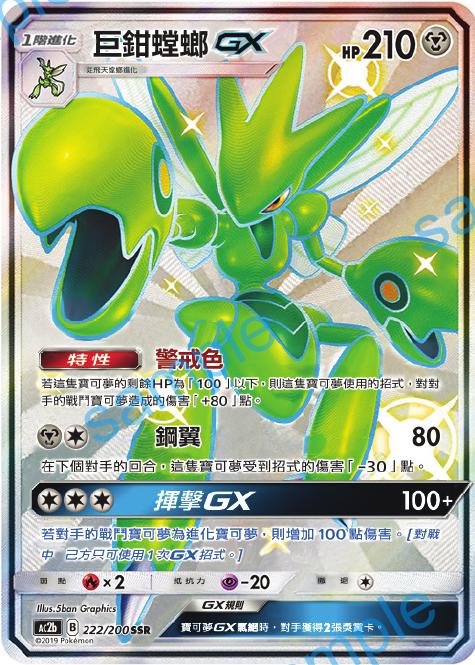 1階進化
巨鉗螳螂GX
HP210
從飛天螳螂進化
特性 警戒色
若這隻寶可夢的剩餘HP為「100」以下,則這隻寶可夢使用的招式,對對
手的戰鬥寶可夢造成的傷害「+80」點。
鋼翼 80
在下個對手的回合,這隻寶可夢受到招式的傷害「-30」點。
揮擊GX 100+
若對手的戰鬥寶可夢為進化寶可夢,則增加100點傷害。[對戰
中 己方只可使用1次GX招式。]
弱點 ×2 抵抗力 -20 撤退
Illus.5ban Graphics
GX規則
AC2b B 222/200 SSR
寶可夢GX氣絕時,對手獲得2張獎賞卡。
©2019 Pokémon
sample